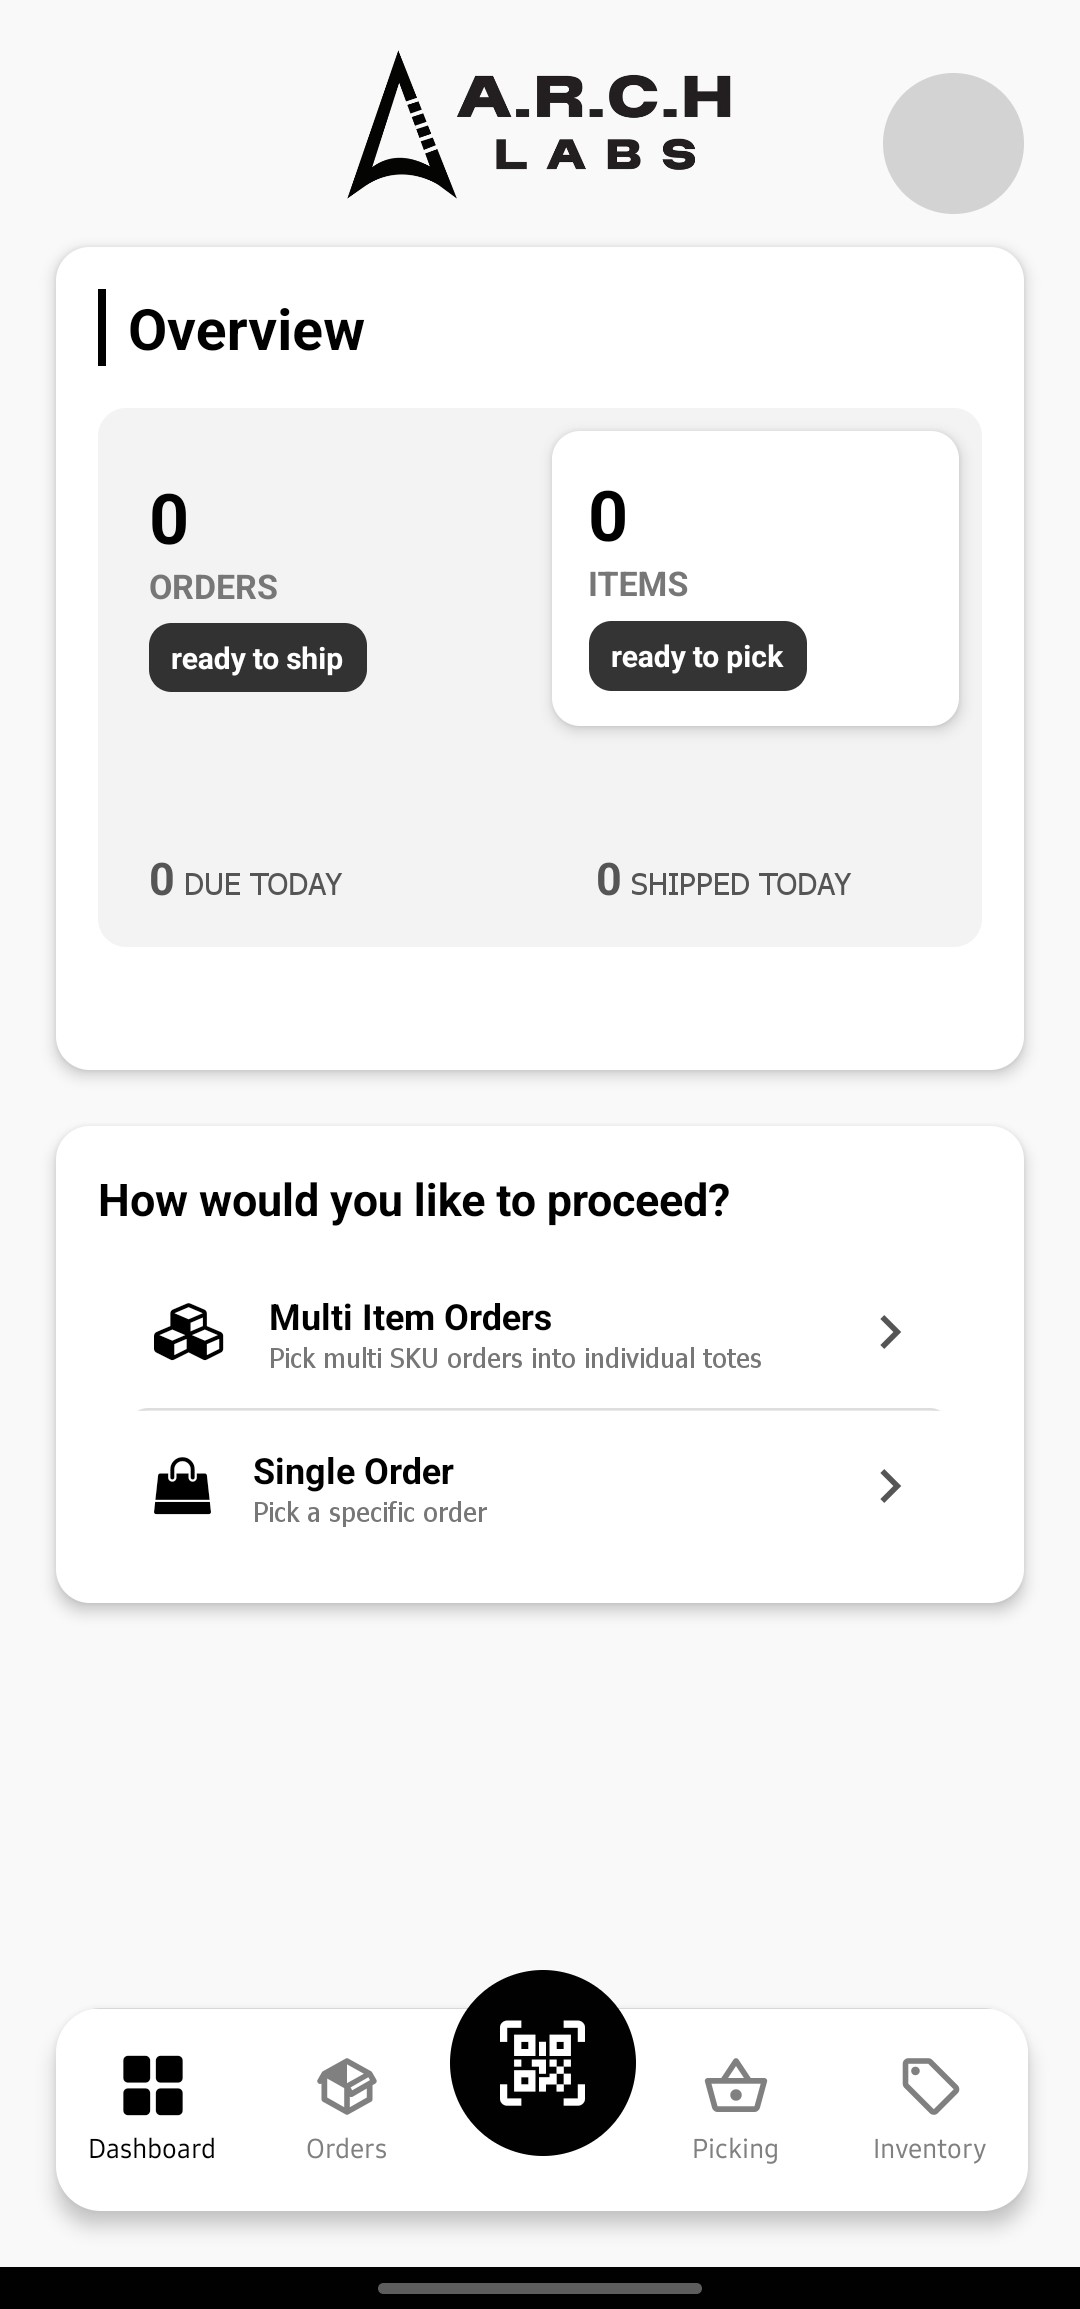 A.R.C.H
LABS
Overview
0
ORDERS
ready to ship
0
ITEMS
ready to pick
0 DUE TODAY
0 SHIPPED TODAY
How would you like to proceed?
Multi Item Orders
Pick multi SKU orders into individual totes
Single Order
Pick a specific order
Dashboard
Orders
Picking
Inventory